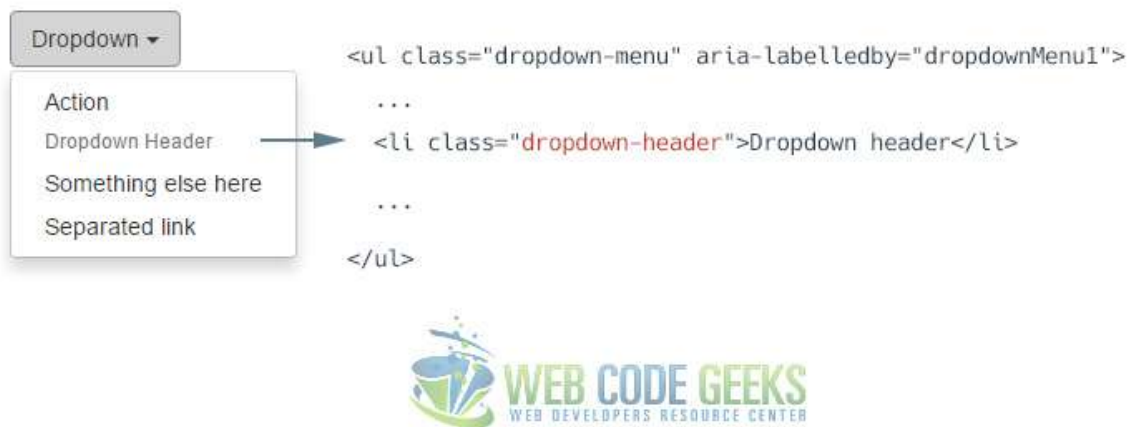 Dropdown
Action
Dropdown Header
Something else here
Separated link
<ul class="dropdown-menu" aria-labelledby="dropdownMenu1">
...
<li class="dropdown-header">Dropdown header</li>
...
</ul>
WEB CODE GEEKS
WEB DEVELOPERS RESOURCE CENTER